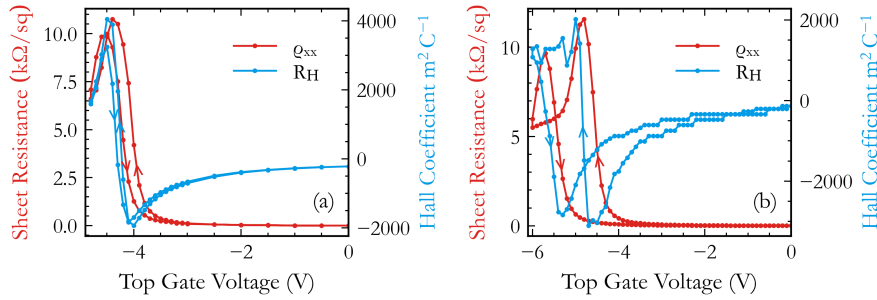 Sheet Resistance (kΩ/sq)
10.0
7.5
5.0
2.5
0.0
ϱxx
RH
(a)
4000
2000
0
−2000
Hall Coefficient m² C⁻¹
−4
−2
0
Top Gate Voltage (V)
Sheet Resistance (kΩ/sq)
10
5
0
ϱxx
RH
(b)
2000
0
−2000
Hall Coefficient m² C⁻¹
−6
−4
−2
0
Top Gate Voltage (V)